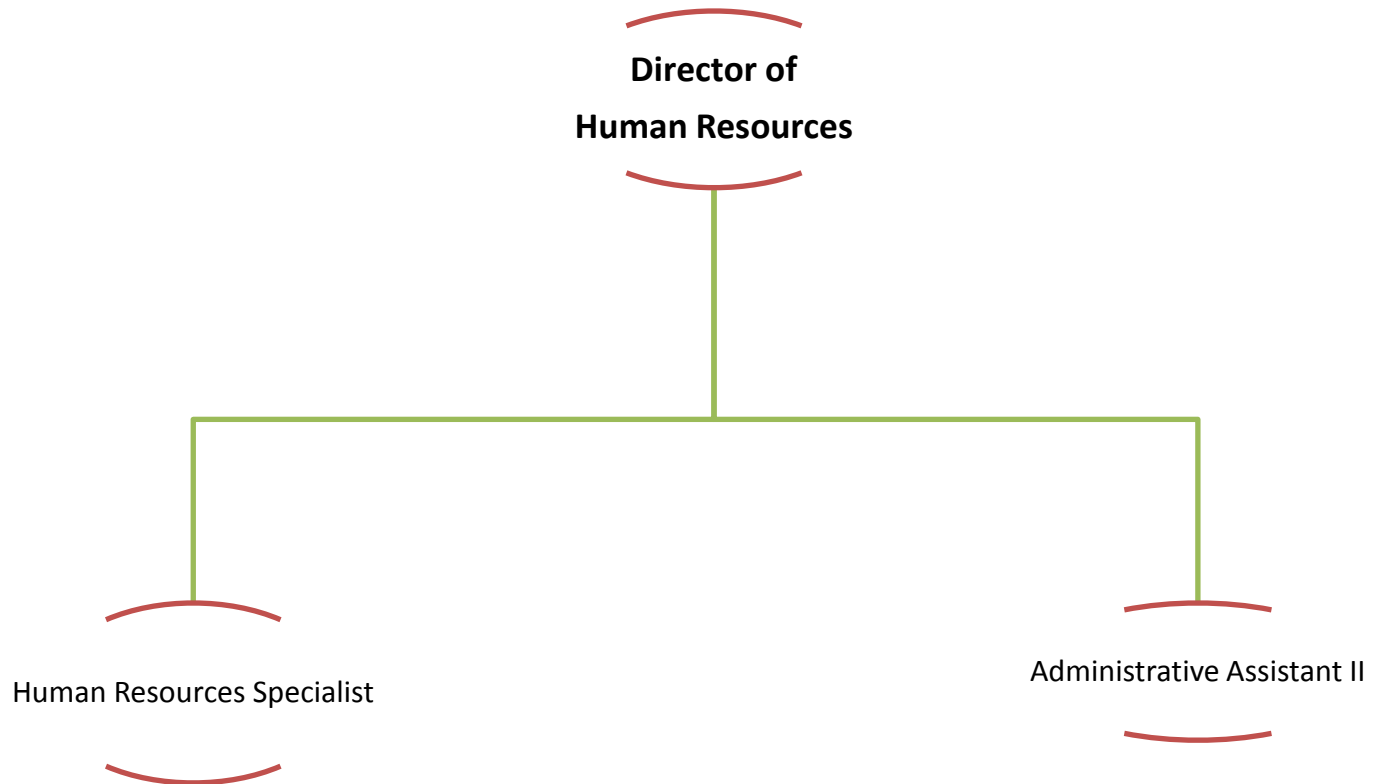 Director of
Human Resources
Human Resources Specialist
Administrative Assistant II